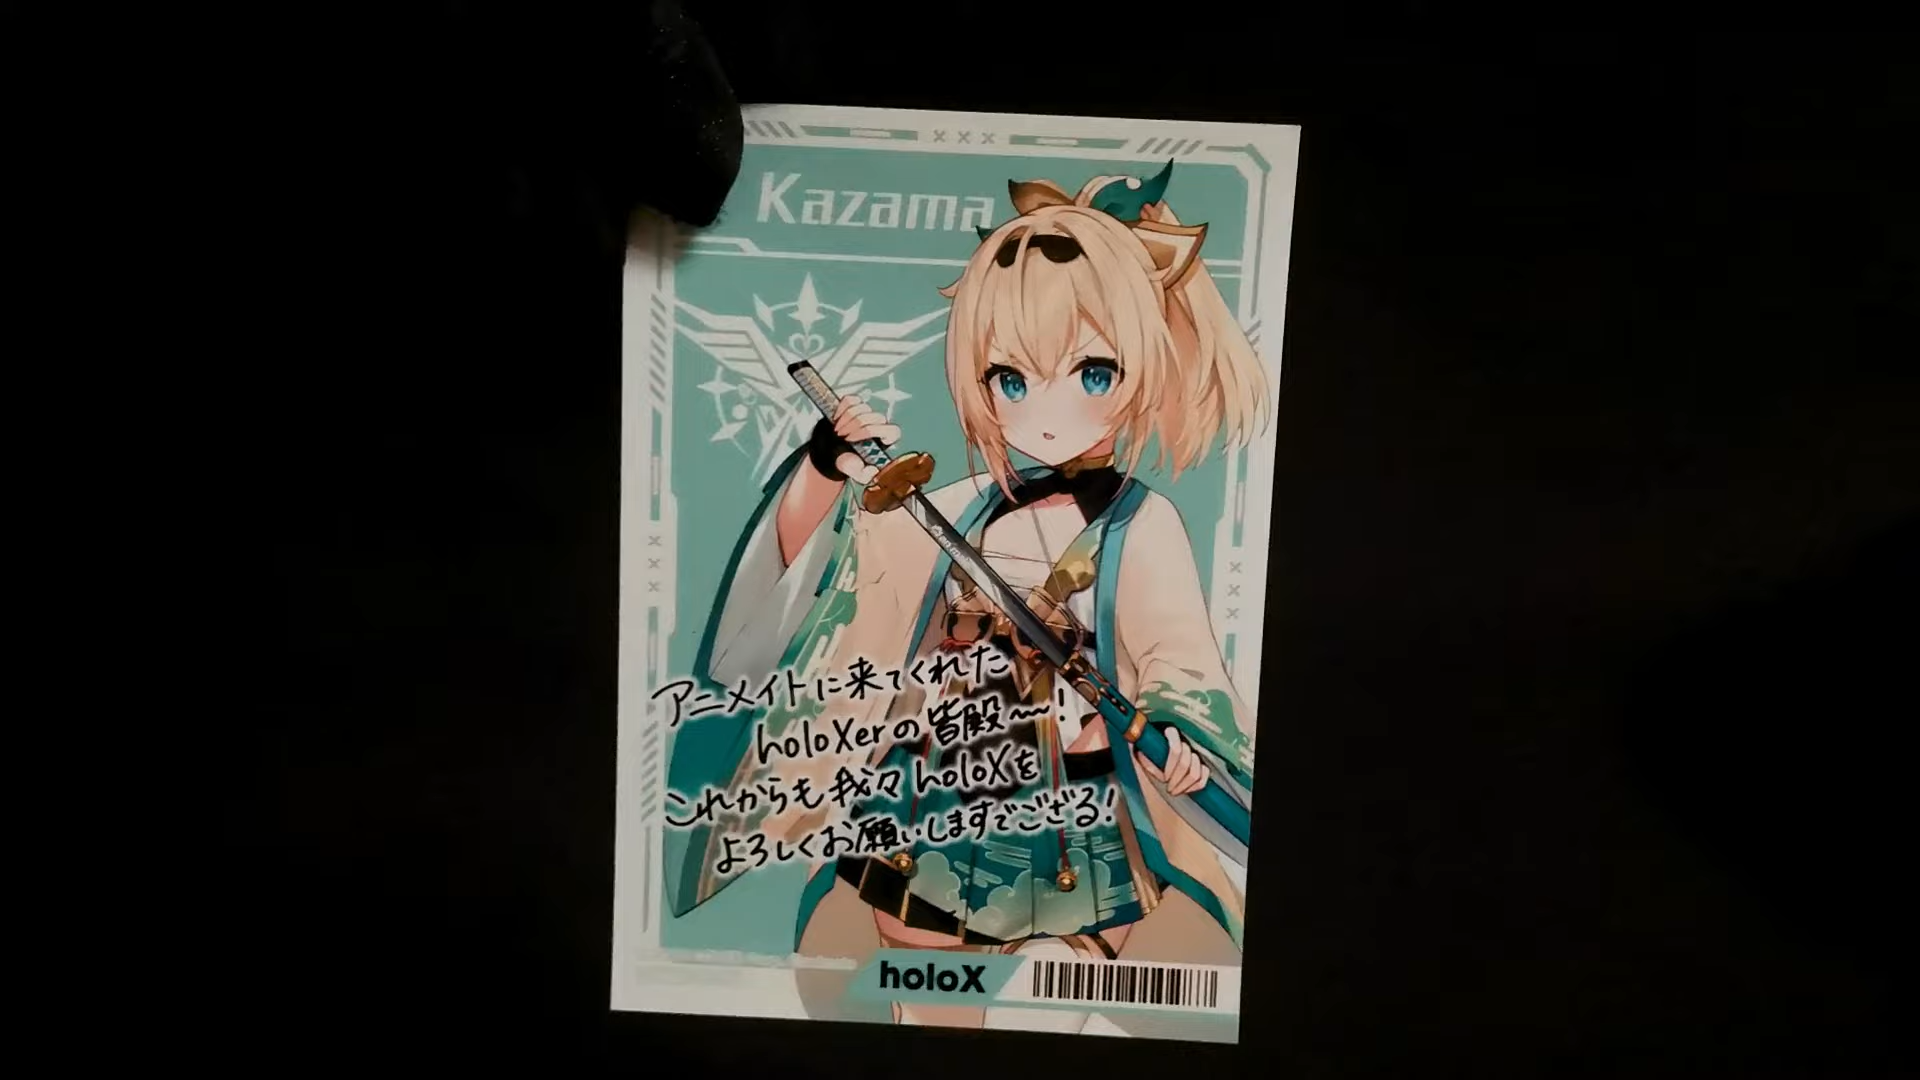 Kazama
アニメイトに来てくれた
holoXerの皆殿〜!
これからも我々holoXを
よろしくお願いしますでござる!
holoX